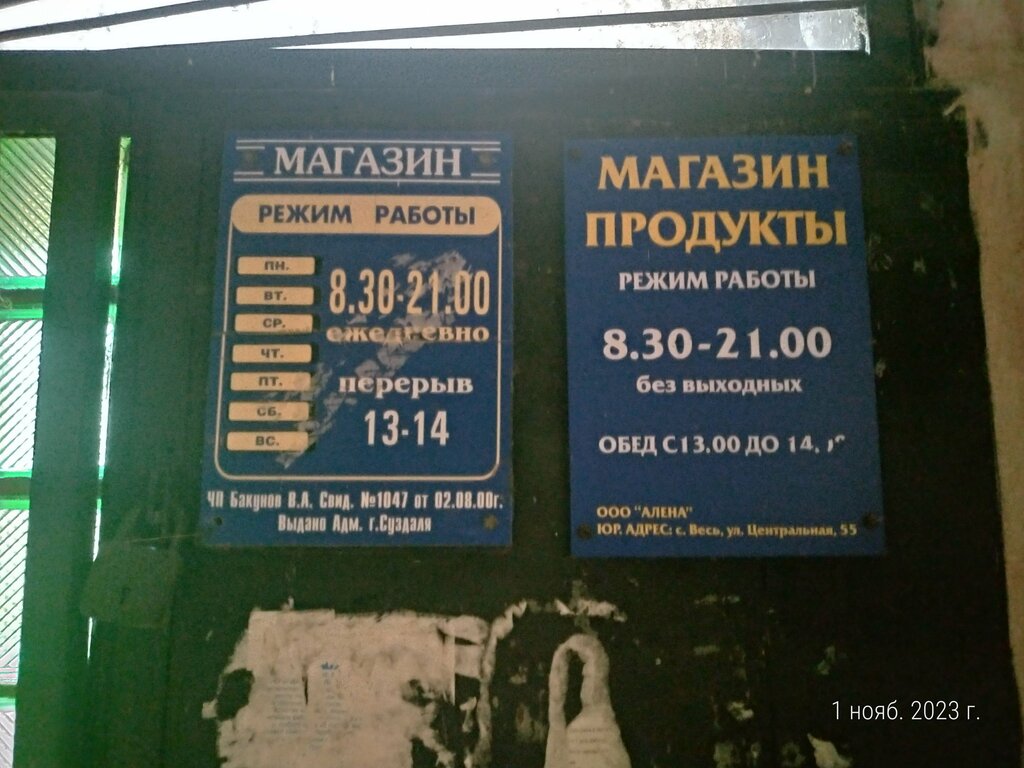 МАГАЗИН
РЕЖИМ РАБОТЫ
ПН.
ВТ.
СР.
ЧТ.
ПТ.
СБ.
ВС.
8.30-21.00
ежедневно
перерыв
13-14
ЧП Бакунов В.А. Свид. №1047 от 02.08.00г.
Выдано Адм. г.Суздаля
МАГАЗИН
ПРОДУКТЫ
РЕЖИМ РАБОТЫ
8.30-21.00
без выходных
ОБЕД С 13.00 ДО 14.
ООО "АЛЕНА"
ЮР. АДРЕС: с. Весь, ул. Центральная, 55
1 нояб. 2023 г.